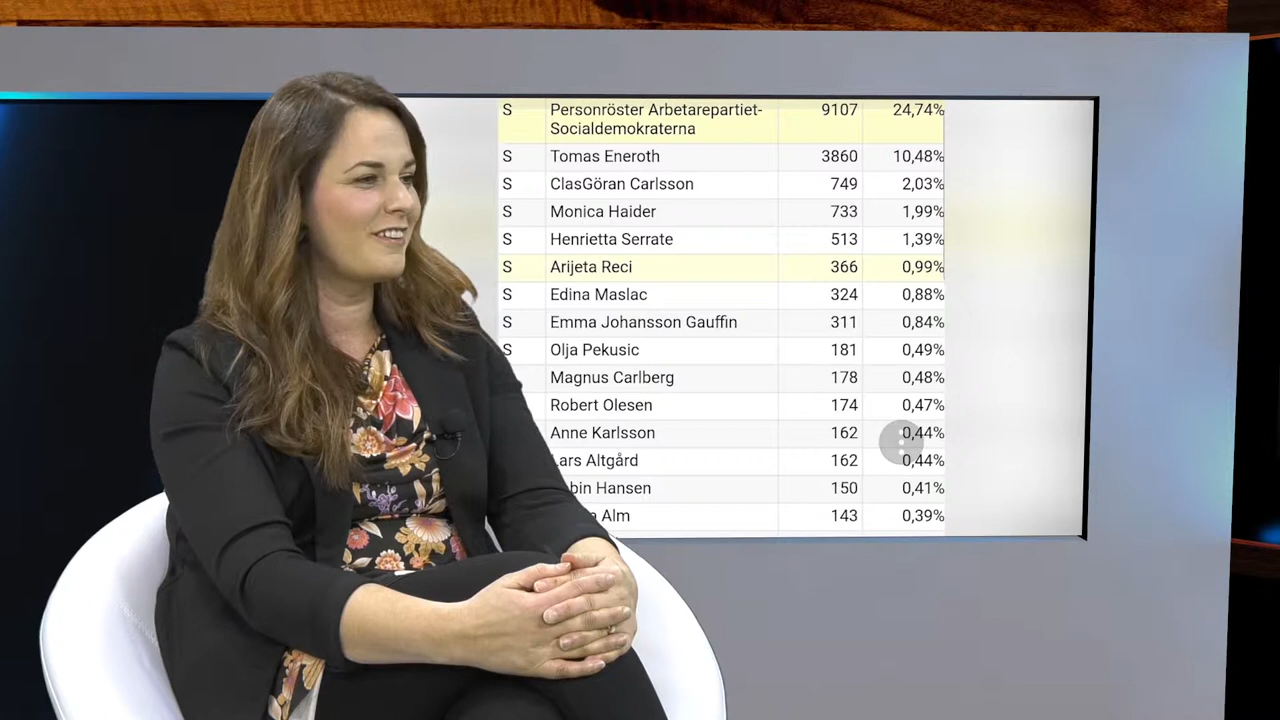 S Personröster Arbetarepartiet- 9107 24,74%
Socialdemokraterna
S Tomas Eneroth 3860 10,48%
S ClasGöran Carlsson 749 2,03%
S Monica Haider 733 1,99%
S Henrietta Serrate 513 1,39%
S Arijeta Reci 366 0,99%
S Edina Maslac 324 0,88%
S Emma Johansson Gauffin 311 0,84%
S Olja Pekusic 181 0,49%
Magnus Carlberg 178 0,48%
Robert Olesen 174 0,47%
Anne Karlsson 162 0,44%
Altgård 162 0,44%
Hansen 150 0,41%
Alm 143 0,39%